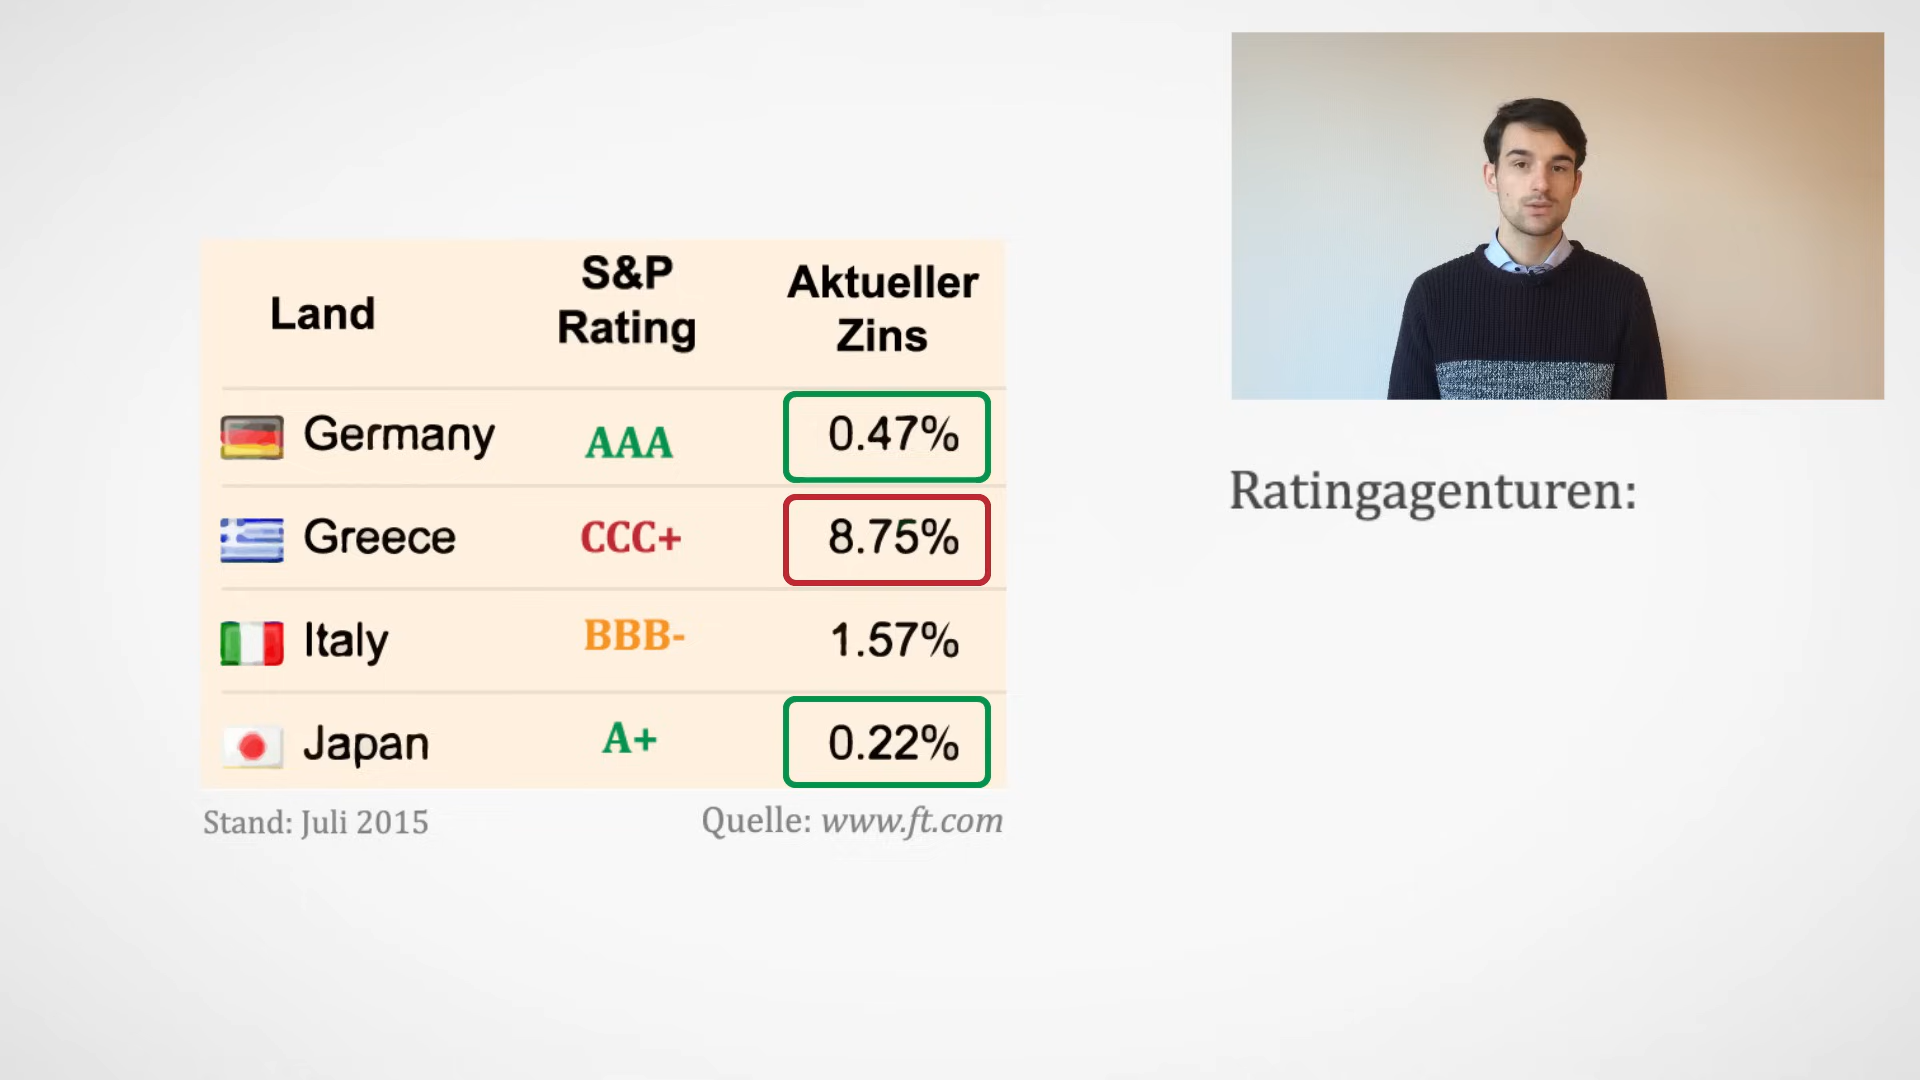 Land
S&P
Rating
Aktueller
Zins
Germany AAA 0.47%
Greece CCC+ 8.75%
Italy BBB- 1.57%
Japan A+ 0.22%
Stand: Juli 2015 Quelle: www.ft.com
Ratingagenturen: